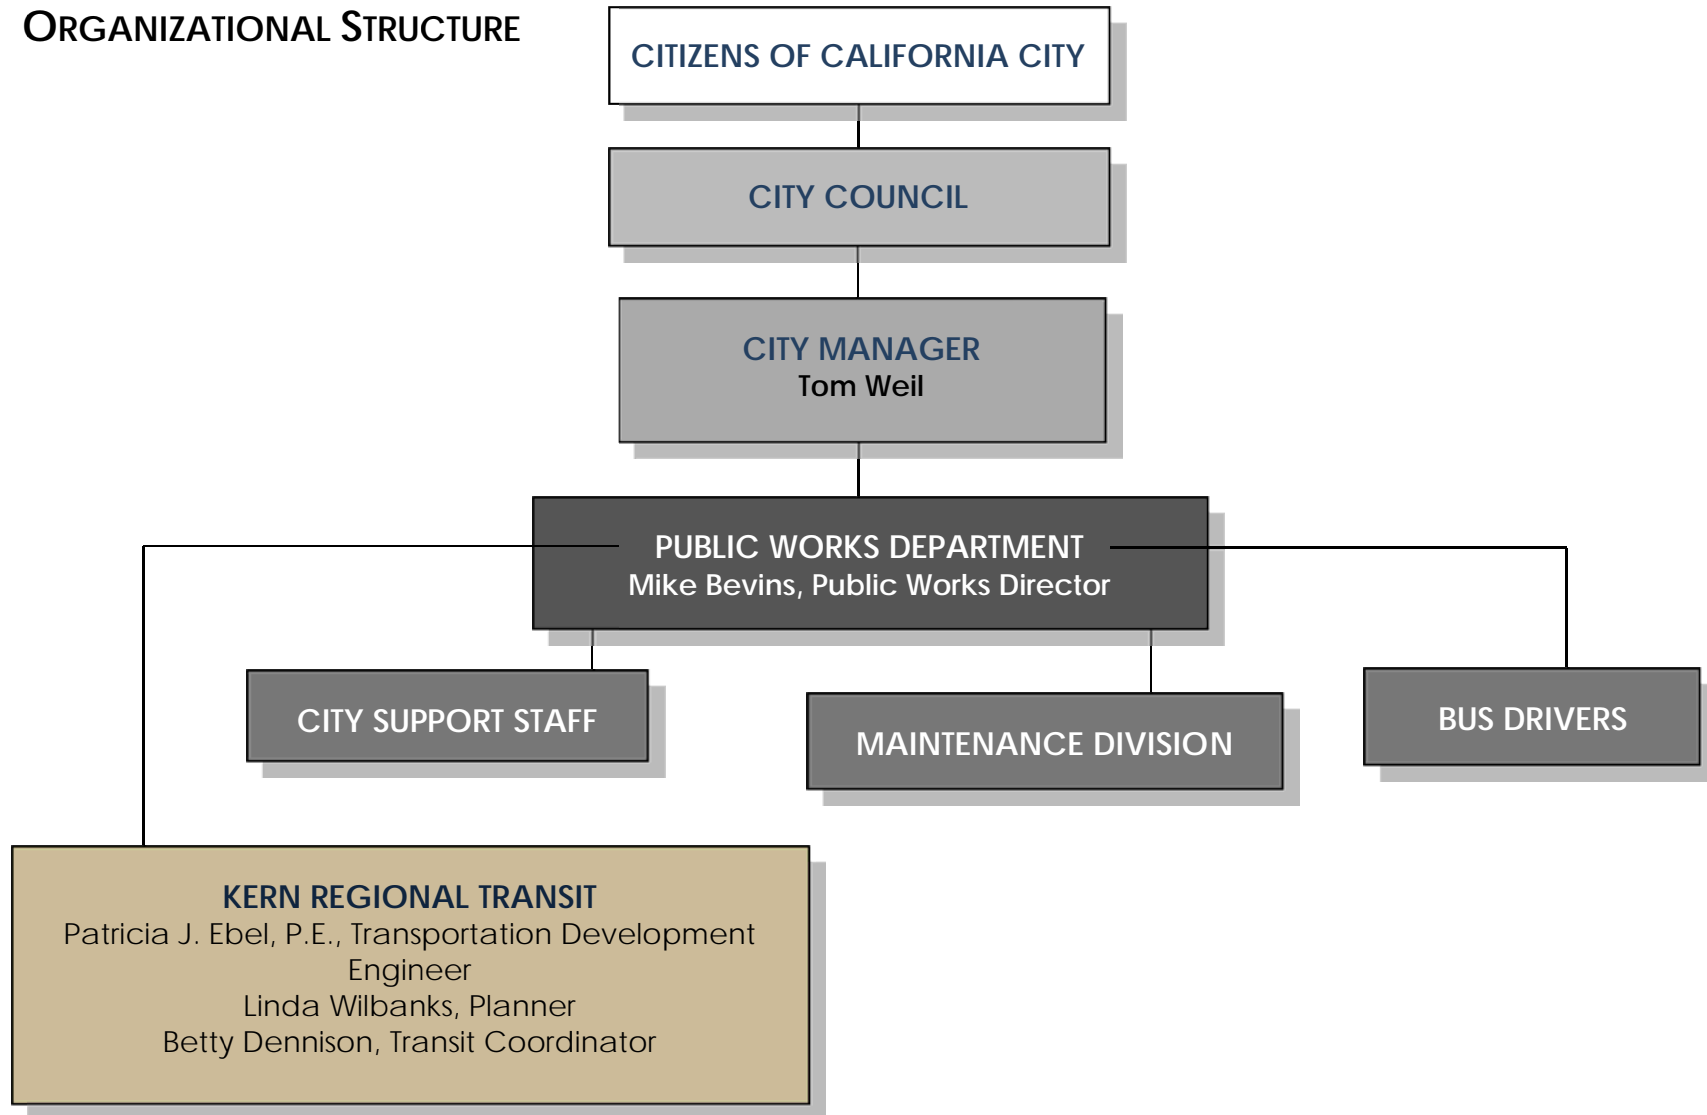 ORGANIZATIONAL STRUCTURE
CITIZENS OF CALIFORNIA CITY
CITY COUNCIL
CITY MANAGER
Tom Weil
PUBLIC WORKS DEPARTMENT
Mike Bevins, Public Works Director
CITY SUPPORT STAFF
MAINTENANCE DIVISION
BUS DRIVERS
KERN REGIONAL TRANSIT
Patricia J. Ebel, P.E., Transportation Development
Engineer
Linda Wilbanks, Planner
Betty Dennison, Transit Coordinator